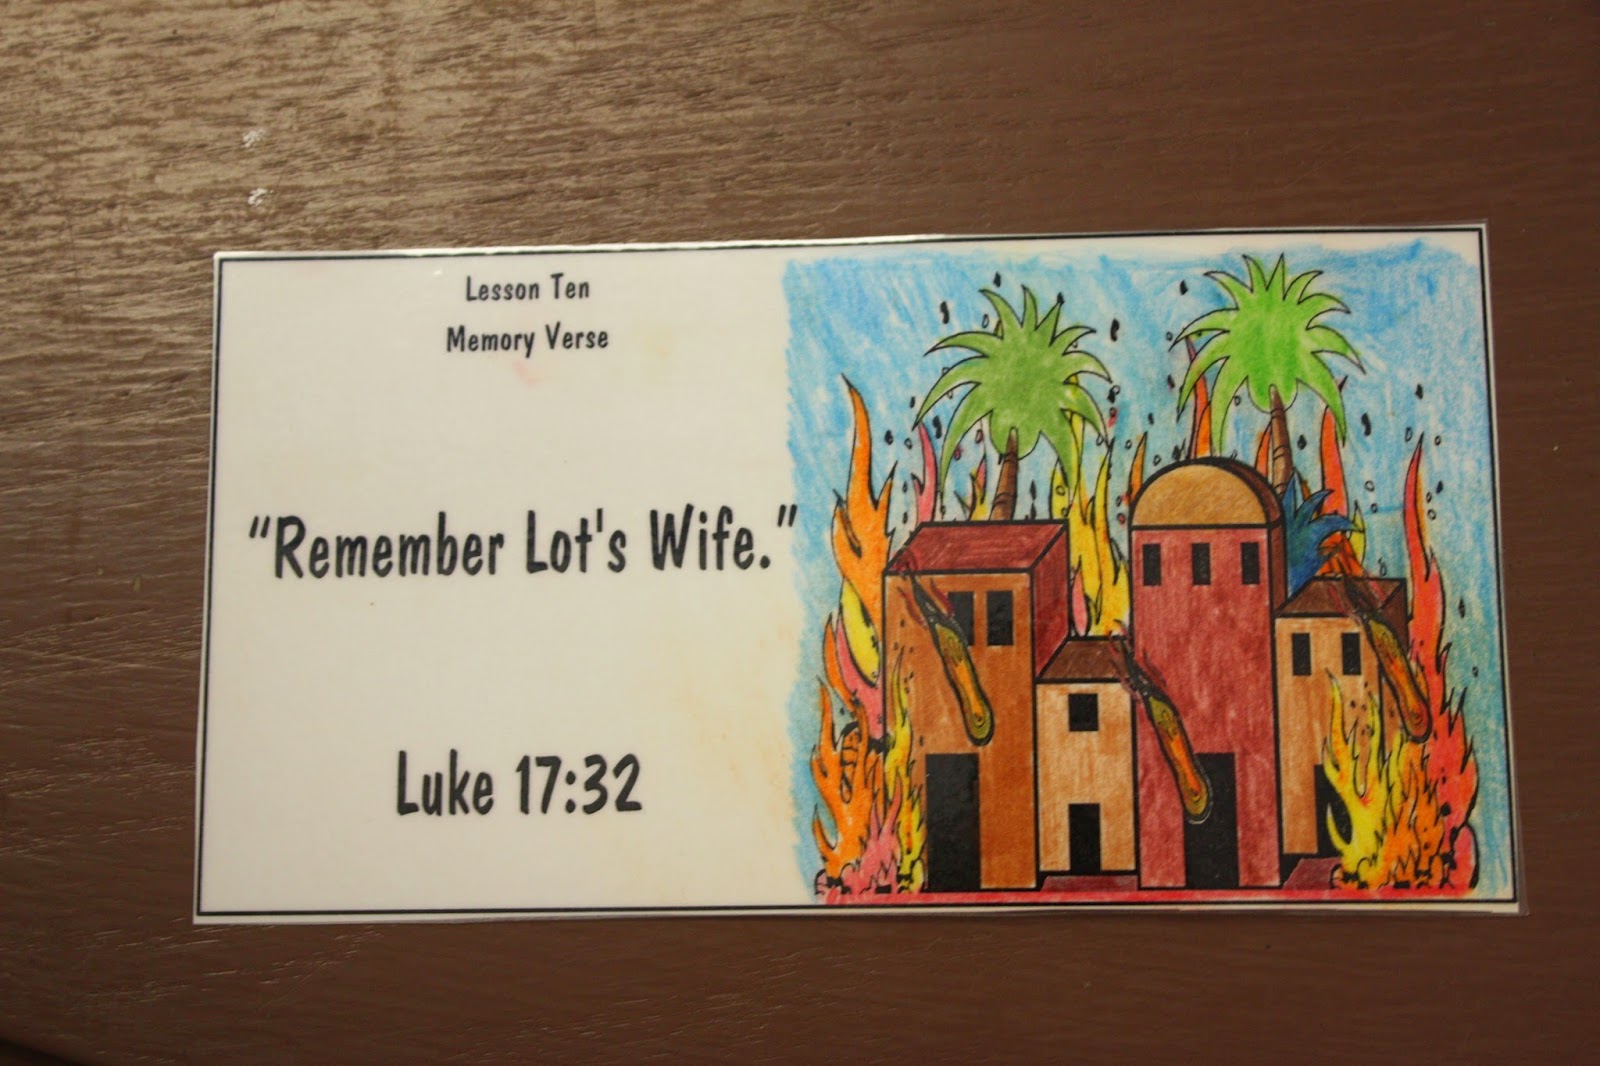 Lesson Ten
Memory Verse
“Remember Lot's Wife.”
Luke 17:32